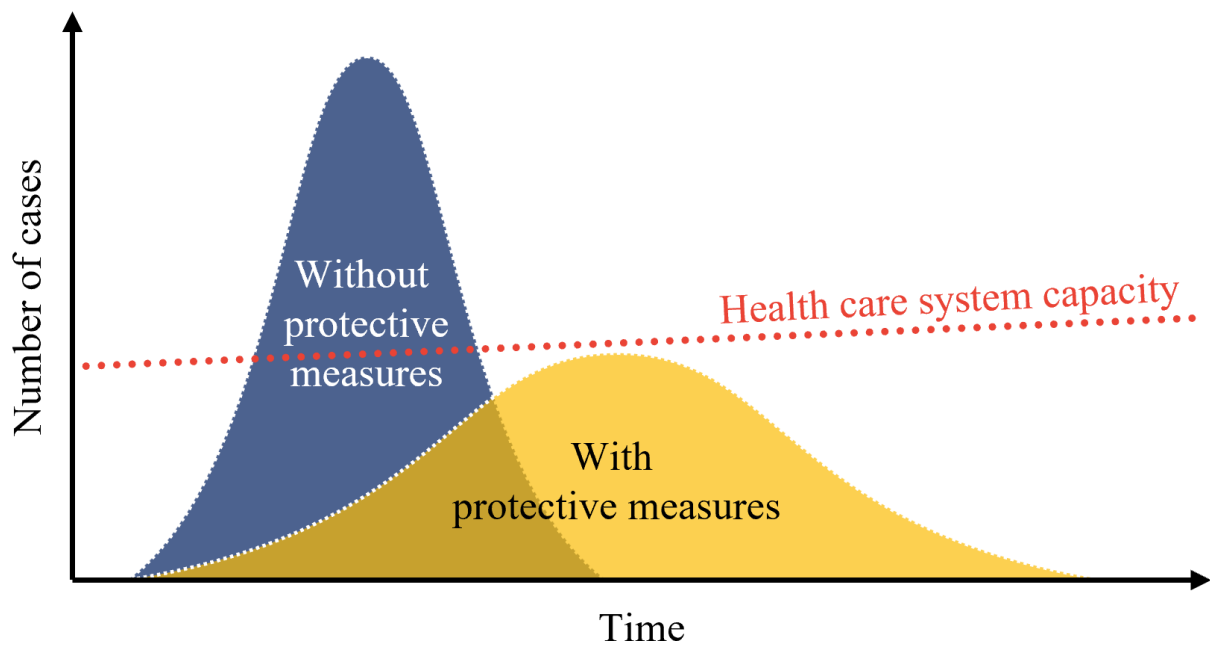 Number of cases
Without
protective
measures
Health care system capacity
With
protective measures
Time